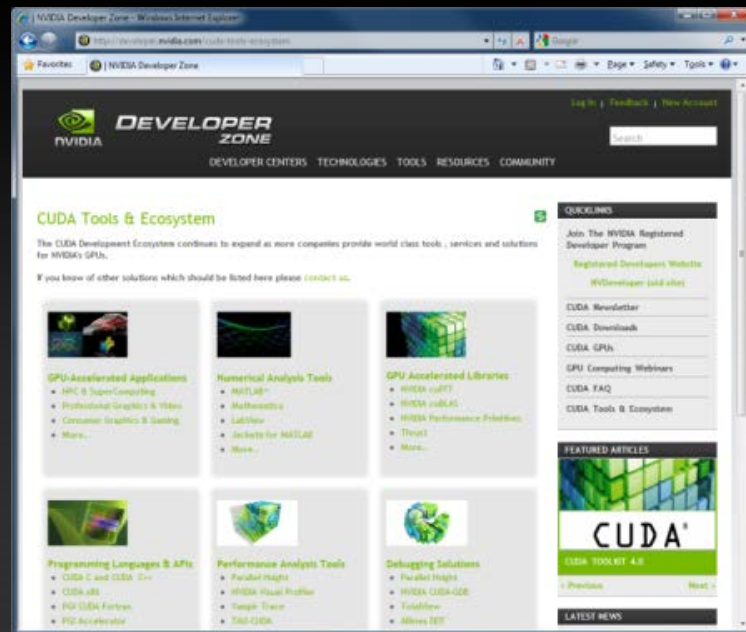 NVIDIA Developer Zone - Windows Internet Explorer
http://developer.nvidia.com/cuda-tools-ecosystem
Google
Favorites
NVIDIA Developer Zone
Page
Safety
Tools
Log In | Feedback | New Account
NVIDIA
DEVELOPER
ZONE
Search
DEVELOPER CENTERS TECHNOLOGIES TOOLS RESOURCES COMMUNITY
CUDA Tools & Ecosystem
The CUDA Development Ecosystem continues to expand as more companies provide world class tools , services and solutions
for NVIDIA's GPUs.
If you know of other solutions which should be listed here please contact us.
GPU-Accelerated Applications
HPC & SuperComputing
Professional Graphics & Video
Consumer Graphics & Gaming
More..
Numerical Analysis Tools
MATLAB™
Mathematica
LabView
Jackets for MATLAB
More..
GPU Accelerated Libraries
NVIDIA cuFFT
NVIDIA cuBLAS
NVIDIA Performance Primitives
Thrust
More..
Programming Languages & APIs
CUDA C and CUDA C++
CUDA x86
PGI CUDA Fortran
PGI Accelerator
Performance Analysis Tools
Parallel Nsight
NVIDIA Visual Profiler
Vampir Trace
TAU CUDA
Debugging Solutions
Parallel Nsight
NVIDIA CUDA-GDB
TotalView
Allinea DDT
QUICKLINKS
Join The NVIDIA Registered
Developer Program
Registered Developers Website
NVDeveloper (old site)
CUDA Newsletter
CUDA Downloads
CUDA GPUs
GPU Computing Webinars
CUDA FAQ
CUDA Tools & Ecosystem
FEATURED ARTICLES
CUDA®
CUDA TOOLKIT 4.0
‹ Previous
Next ›
LATEST NEWS